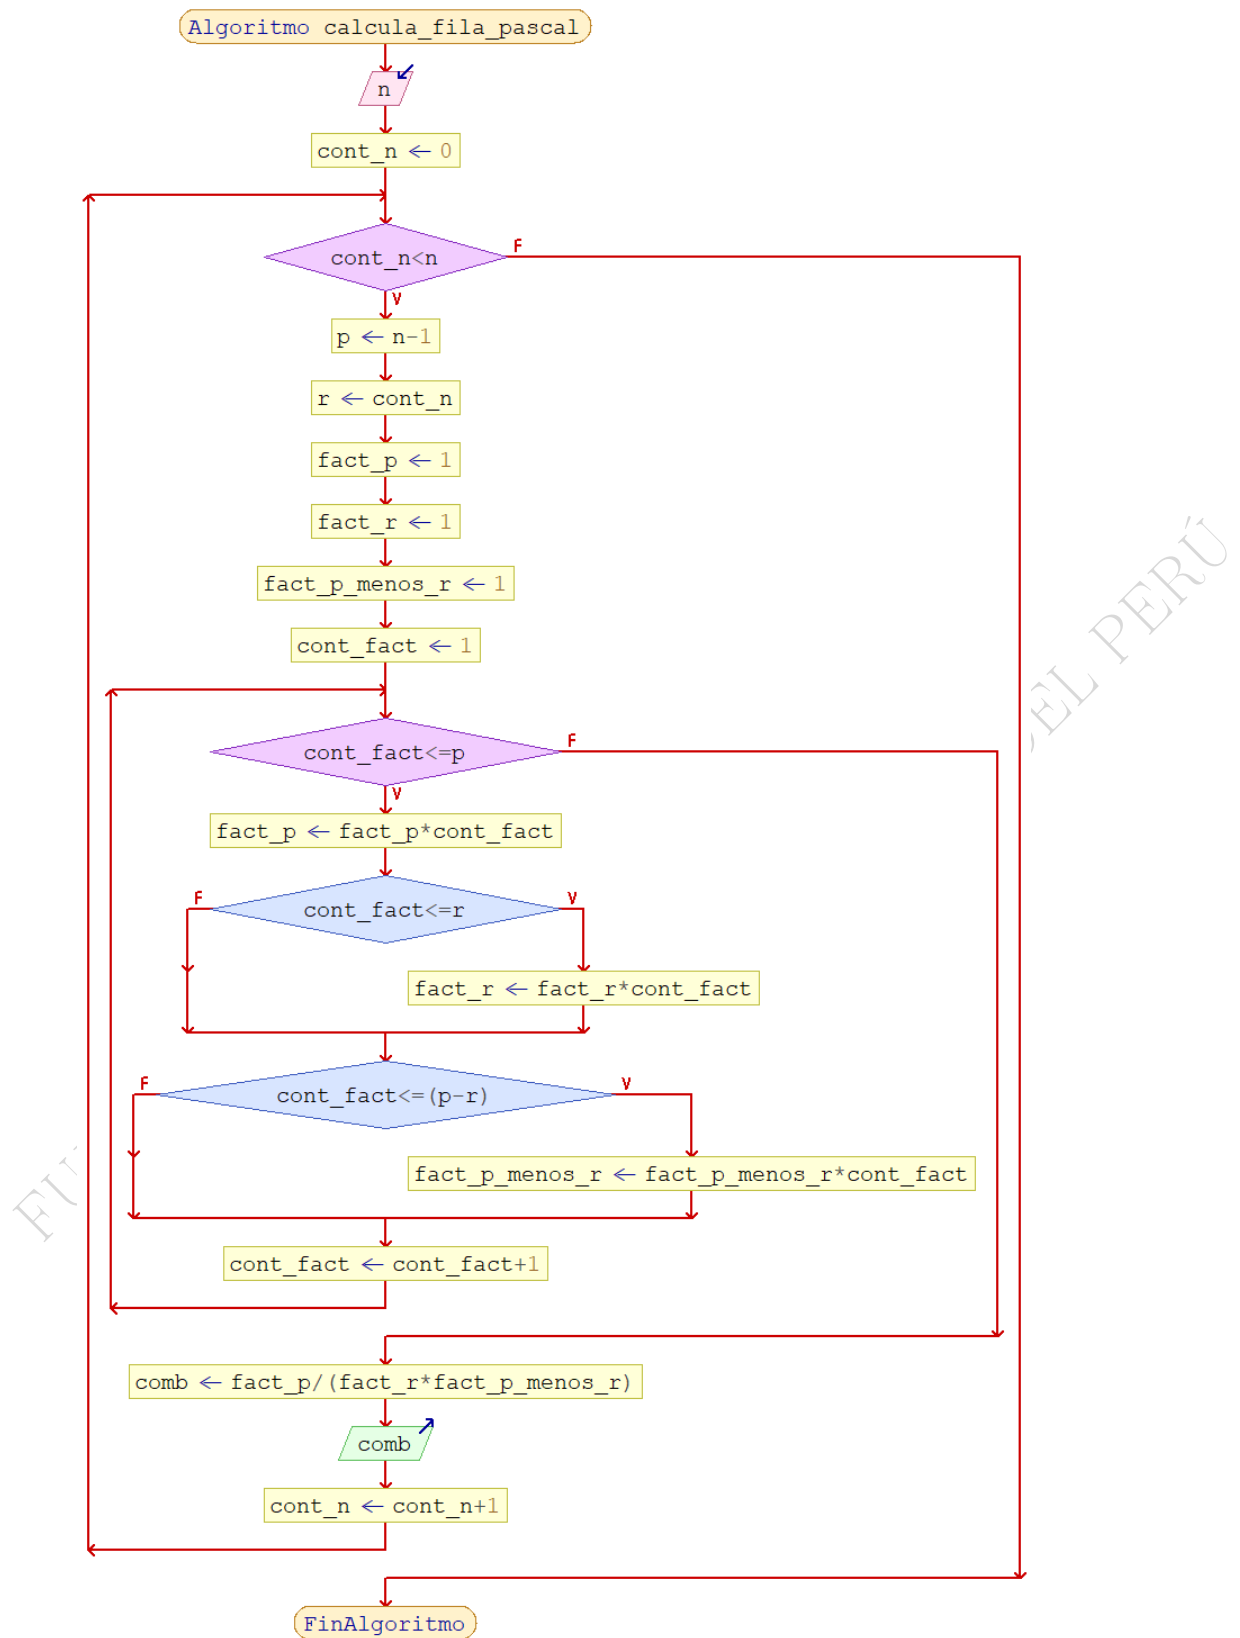 Algoritmo calcula_fila_pascal
n
cont_n ← 0
cont_n<n
F
V
p ← n-1
r ← cont_n
fact_p ← 1
fact_r ← 1
fact_p_menos_r ← 1
cont_fact ← 1
cont_fact<=p
F
V
fact_p ← fact_p*cont_fact
F
cont_fact<=r
V
fact_r ← fact_r*cont_fact
F
cont_fact<=(p-r)
V
fact_p_menos_r ← fact_p_menos_r*cont_fact
cont_fact ← cont_fact+1
comb ← fact_p/(fact_r*fact_p_menos_r)
comb
cont_n ← cont_n+1
FinAlgoritmo
PERÚ